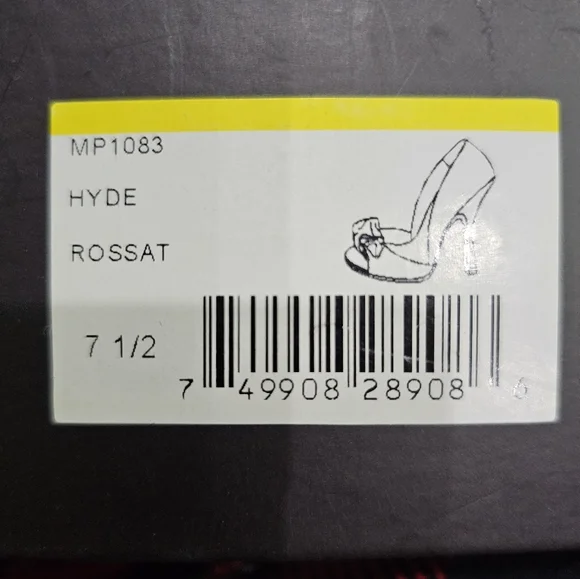 MP1083
HYDE
ROSSAT
7 1/2
7 49908 28908 6